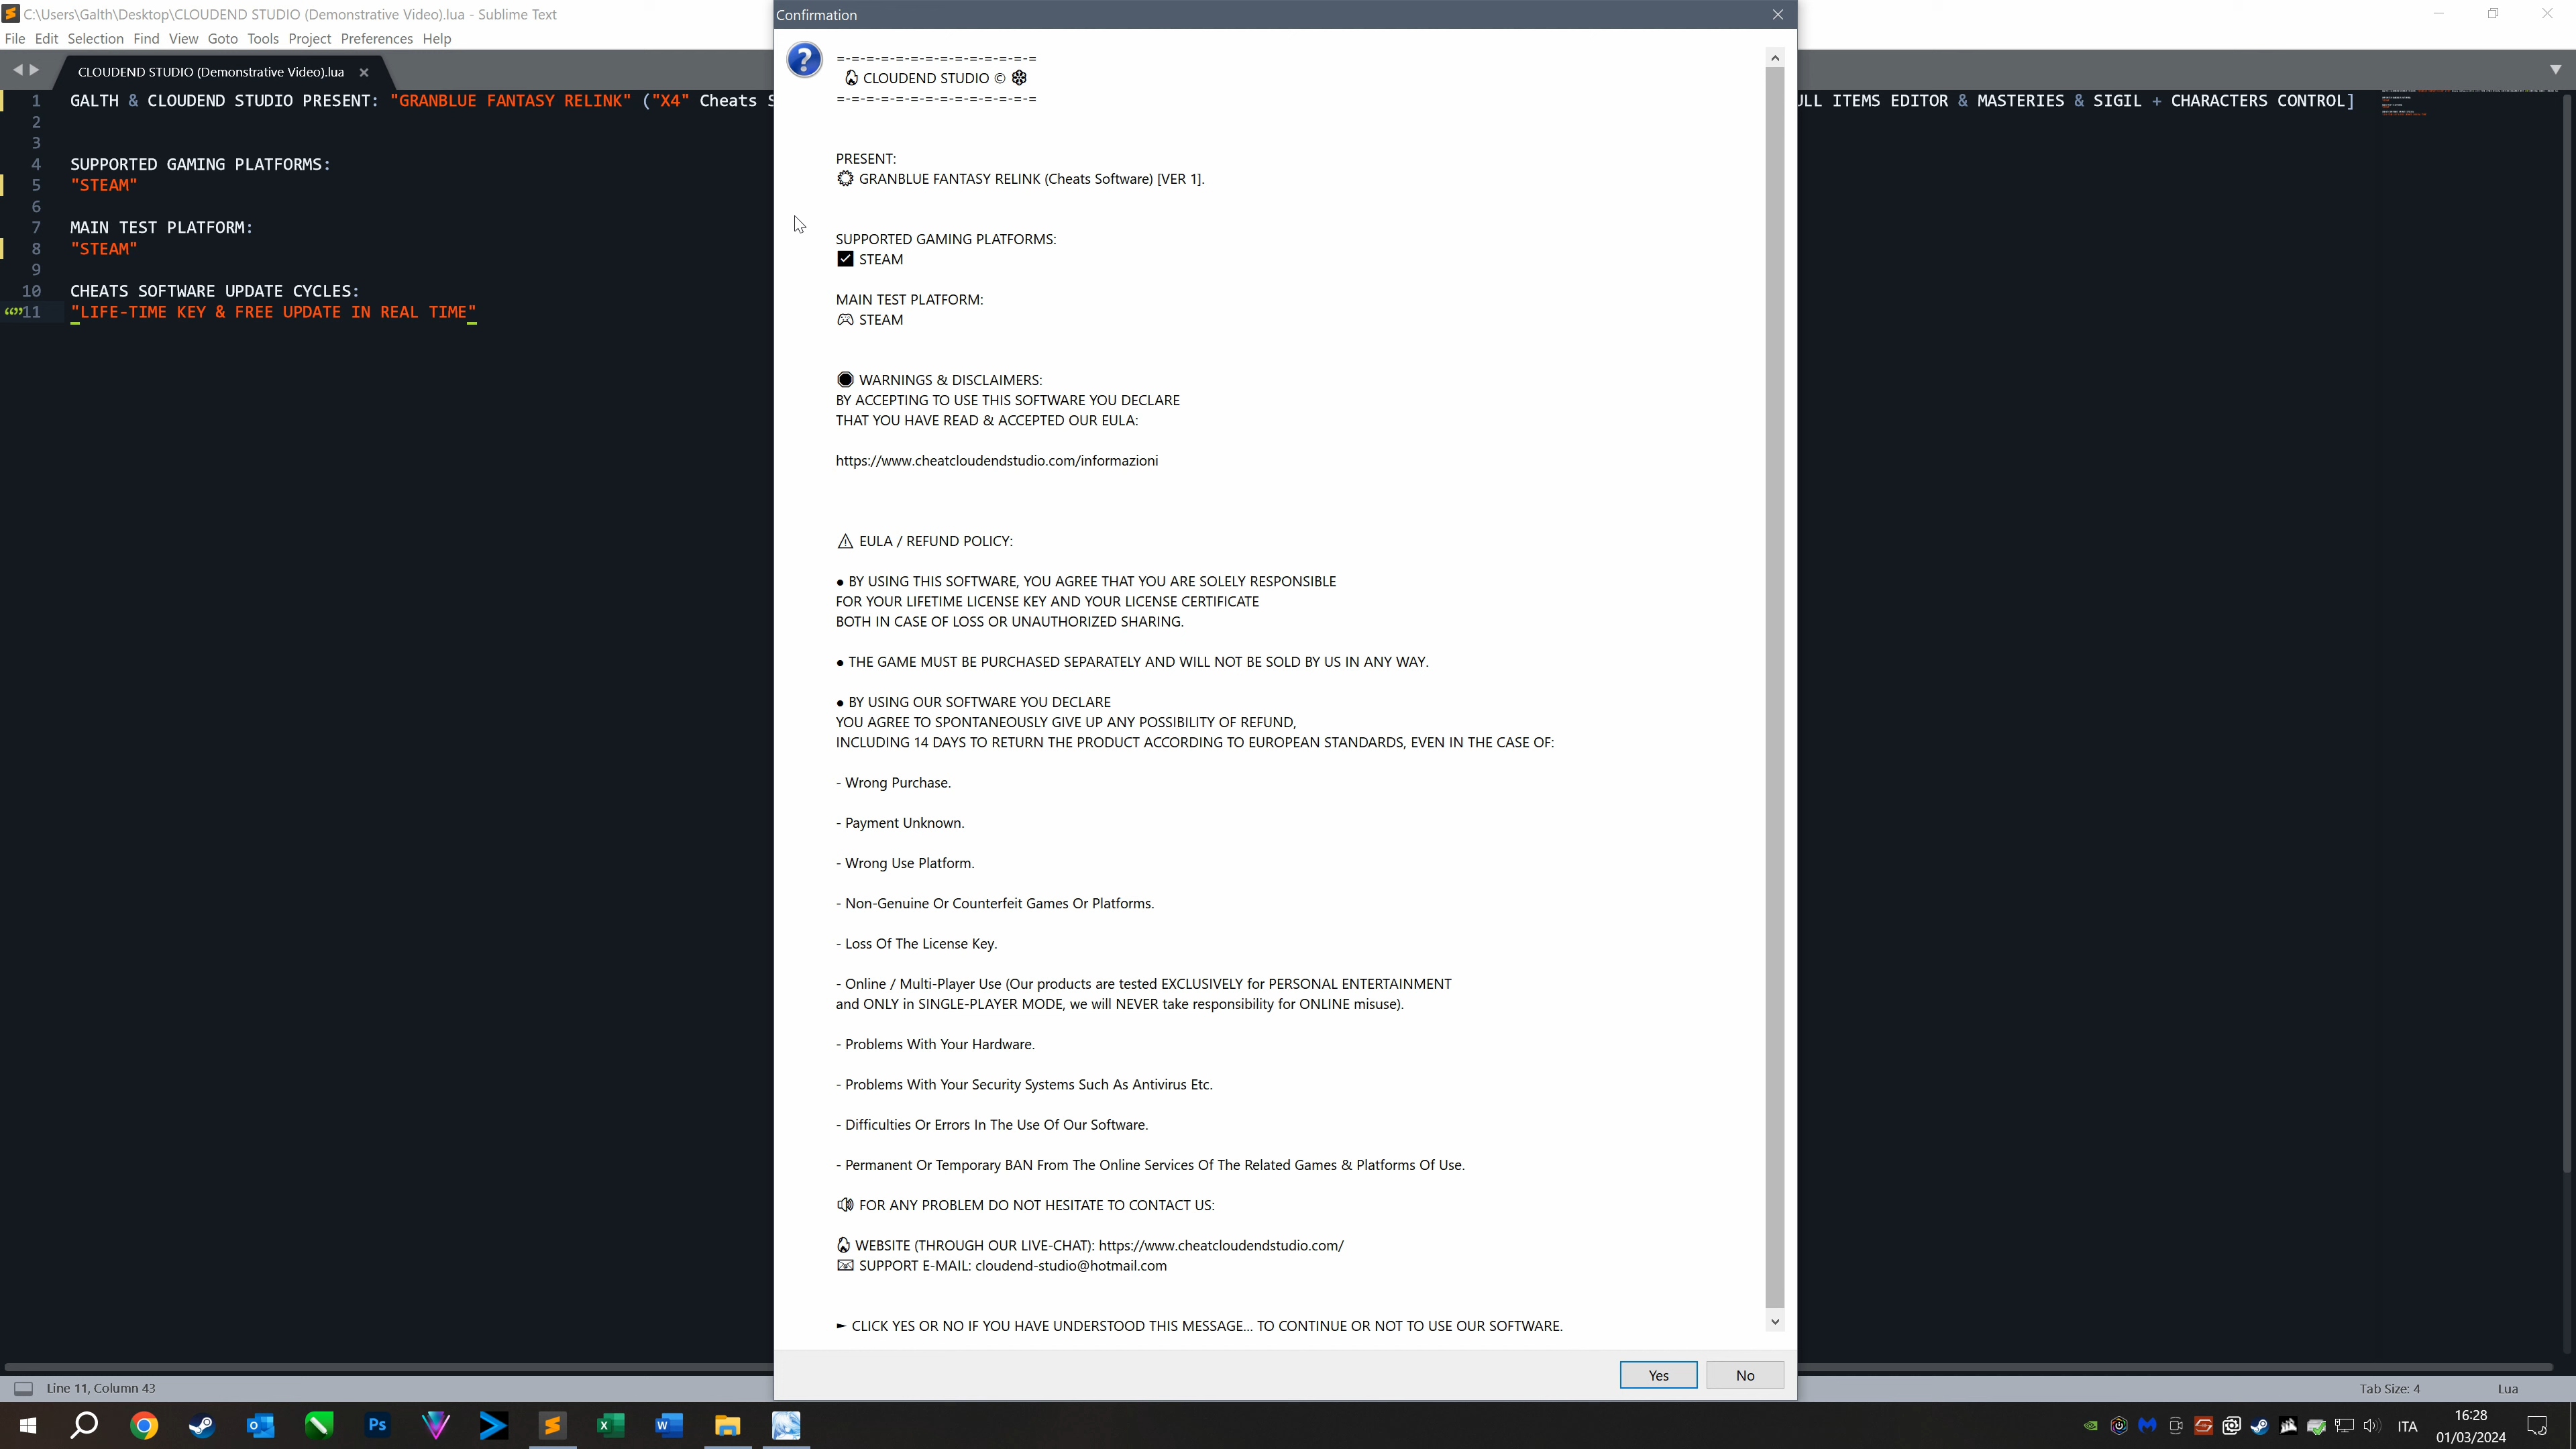 C:\Users\Galth\Desktop\CLOUDEND STUDIO (Demonstrative Video).lua - Sublime Text
File Edit Selection Find View Goto Tools Project Preferences Help
CLOUDEND STUDIO (Demonstrative Video).lua
1 GALTH & CLOUDEND STUDIO PRESENT: "GRANBLUE FANTASY RELINK" ("X4" Cheats S
ULL ITEMS EDITOR & MASTERIES & SIGIL + CHARACTERS CONTROL]
2
3
4 SUPPORTED GAMING PLATFORMS:
5 "STEAM"
6
7 MAIN TEST PLATFORM:
8 "STEAM"
9
10 CHEATS SOFTWARE UPDATE CYCLES:
11 "LIFE-TIME KEY & FREE UPDATE IN REAL TIME"
Confirmation
=-=-=-=-=-=-=-=-=-=-=-=-=-=
CLOUDEND STUDIO ©
=-=-=-=-=-=-=-=-=-=-=-=-=-=
PRESENT:
GRANBLUE FANTASY RELINK (Cheats Software) [VER 1].
SUPPORTED GAMING PLATFORMS:
STEAM
MAIN TEST PLATFORM:
STEAM
WARNINGS & DISCLAIMERS:
BY ACCEPTING TO USE THIS SOFTWARE YOU DECLARE
THAT YOU HAVE READ & ACCEPTED OUR EULA:
https://www.cheatcloudendstudio.com/informazioni
⚠ EULA / REFUND POLICY:
● BY USING THIS SOFTWARE, YOU AGREE THAT YOU ARE SOLELY RESPONSIBLE
FOR YOUR LIFETIME LICENSE KEY AND YOUR LICENSE CERTIFICATE
BOTH IN CASE OF LOSS OR UNAUTHORIZED SHARING.
● THE GAME MUST BE PURCHASED SEPARATELY AND WILL NOT BE SOLD BY US IN ANY WAY.
● BY USING OUR SOFTWARE YOU DECLARE
YOU AGREE TO SPONTANEOUSLY GIVE UP ANY POSSIBILITY OF REFUND,
INCLUDING 14 DAYS TO RETURN THE PRODUCT ACCORDING TO EUROPEAN STANDARDS, EVEN IN THE CASE OF:
- Wrong Purchase.
- Payment Unknown.
- Wrong Use Platform.
- Non-Genuine Or Counterfeit Games Or Platforms.
- Loss Of The License Key.
- Online / Multi-Player Use (Our products are tested EXCLUSIVELY for PERSONAL ENTERTAINMENT
and ONLY in SINGLE-PLAYER MODE, we will NEVER take responsibility for ONLINE misuse).
- Problems With Your Hardware.
- Problems With Your Security Systems Such As Antivirus Etc.
- Difficulties Or Errors In The Use Of Our Software.
- Permanent Or Temporary BAN From The Online Services Of The Related Games & Platforms Of Use.
FOR ANY PROBLEM DO NOT HESITATE TO CONTACT US:
WEBSITE (THROUGH OUR LIVE-CHAT): https://www.cheatcloudendstudio.com/
SUPPORT E-MAIL: cloudend-studio@hotmail.com
► CLICK YES OR NO IF YOU HAVE UNDERSTOOD THIS MESSAGE... TO CONTINUE OR NOT TO USE OUR SOFTWARE.
Yes No
Line 11, Column 43
Tab Size: 4 Lua
Ps
ITA
16:28
01/03/2024